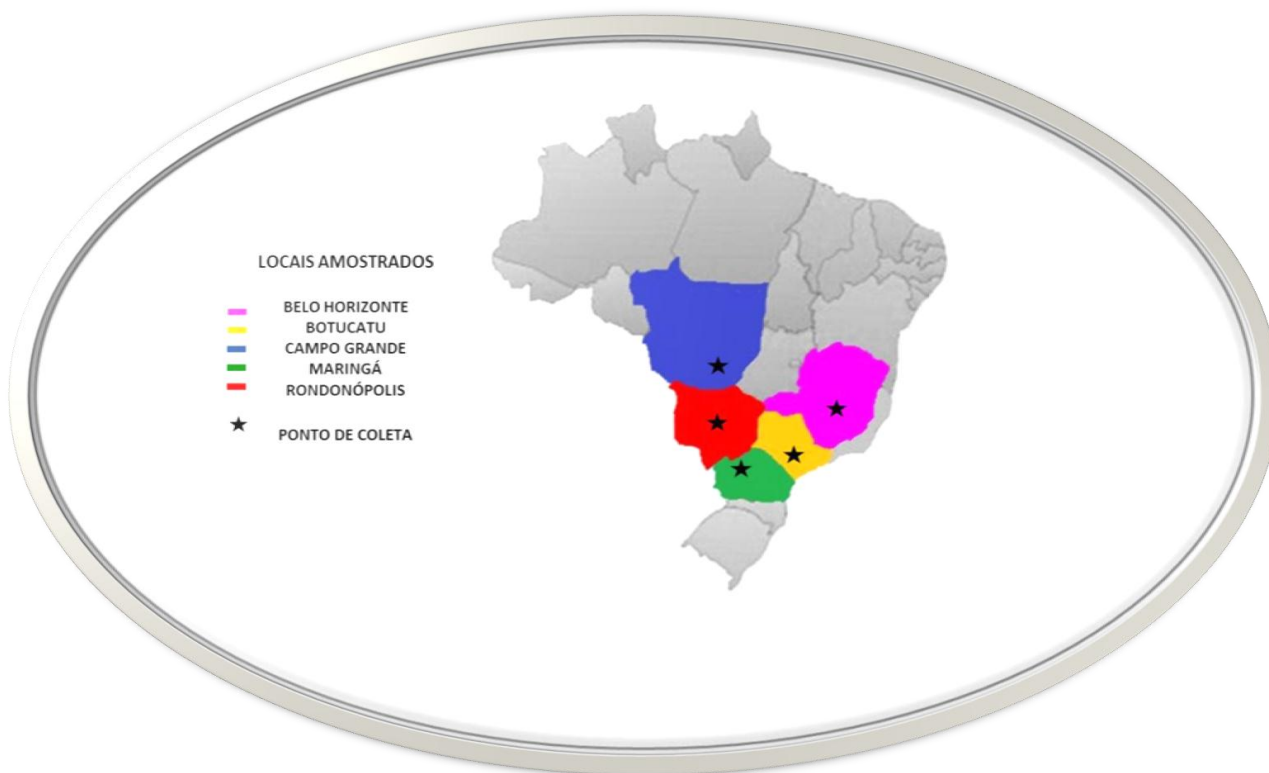 LOCAIS AMOSTRADOS
BELO HORIZONTE
BOTUCATU
CAMPO GRANDE
MARINGÁ
RONDONÓPOLIS
PONTO DE COLETA